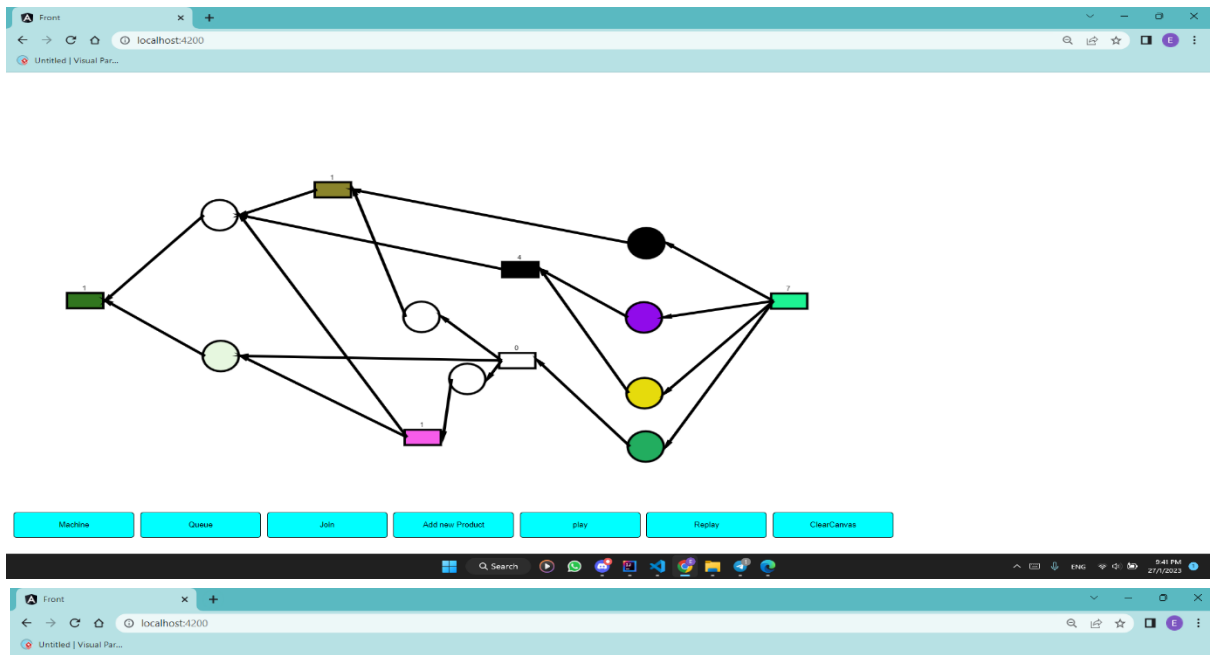 Front
localhost:4200
E
Untitled | Visual Par...
1
4
1
7
0
1
Machine Queue Join Add new Product play Replay ClearCanvas
Search
ENG
9:41 PM
27/1/2023
Front
localhost:4200
E
Untitled | Visual Par...